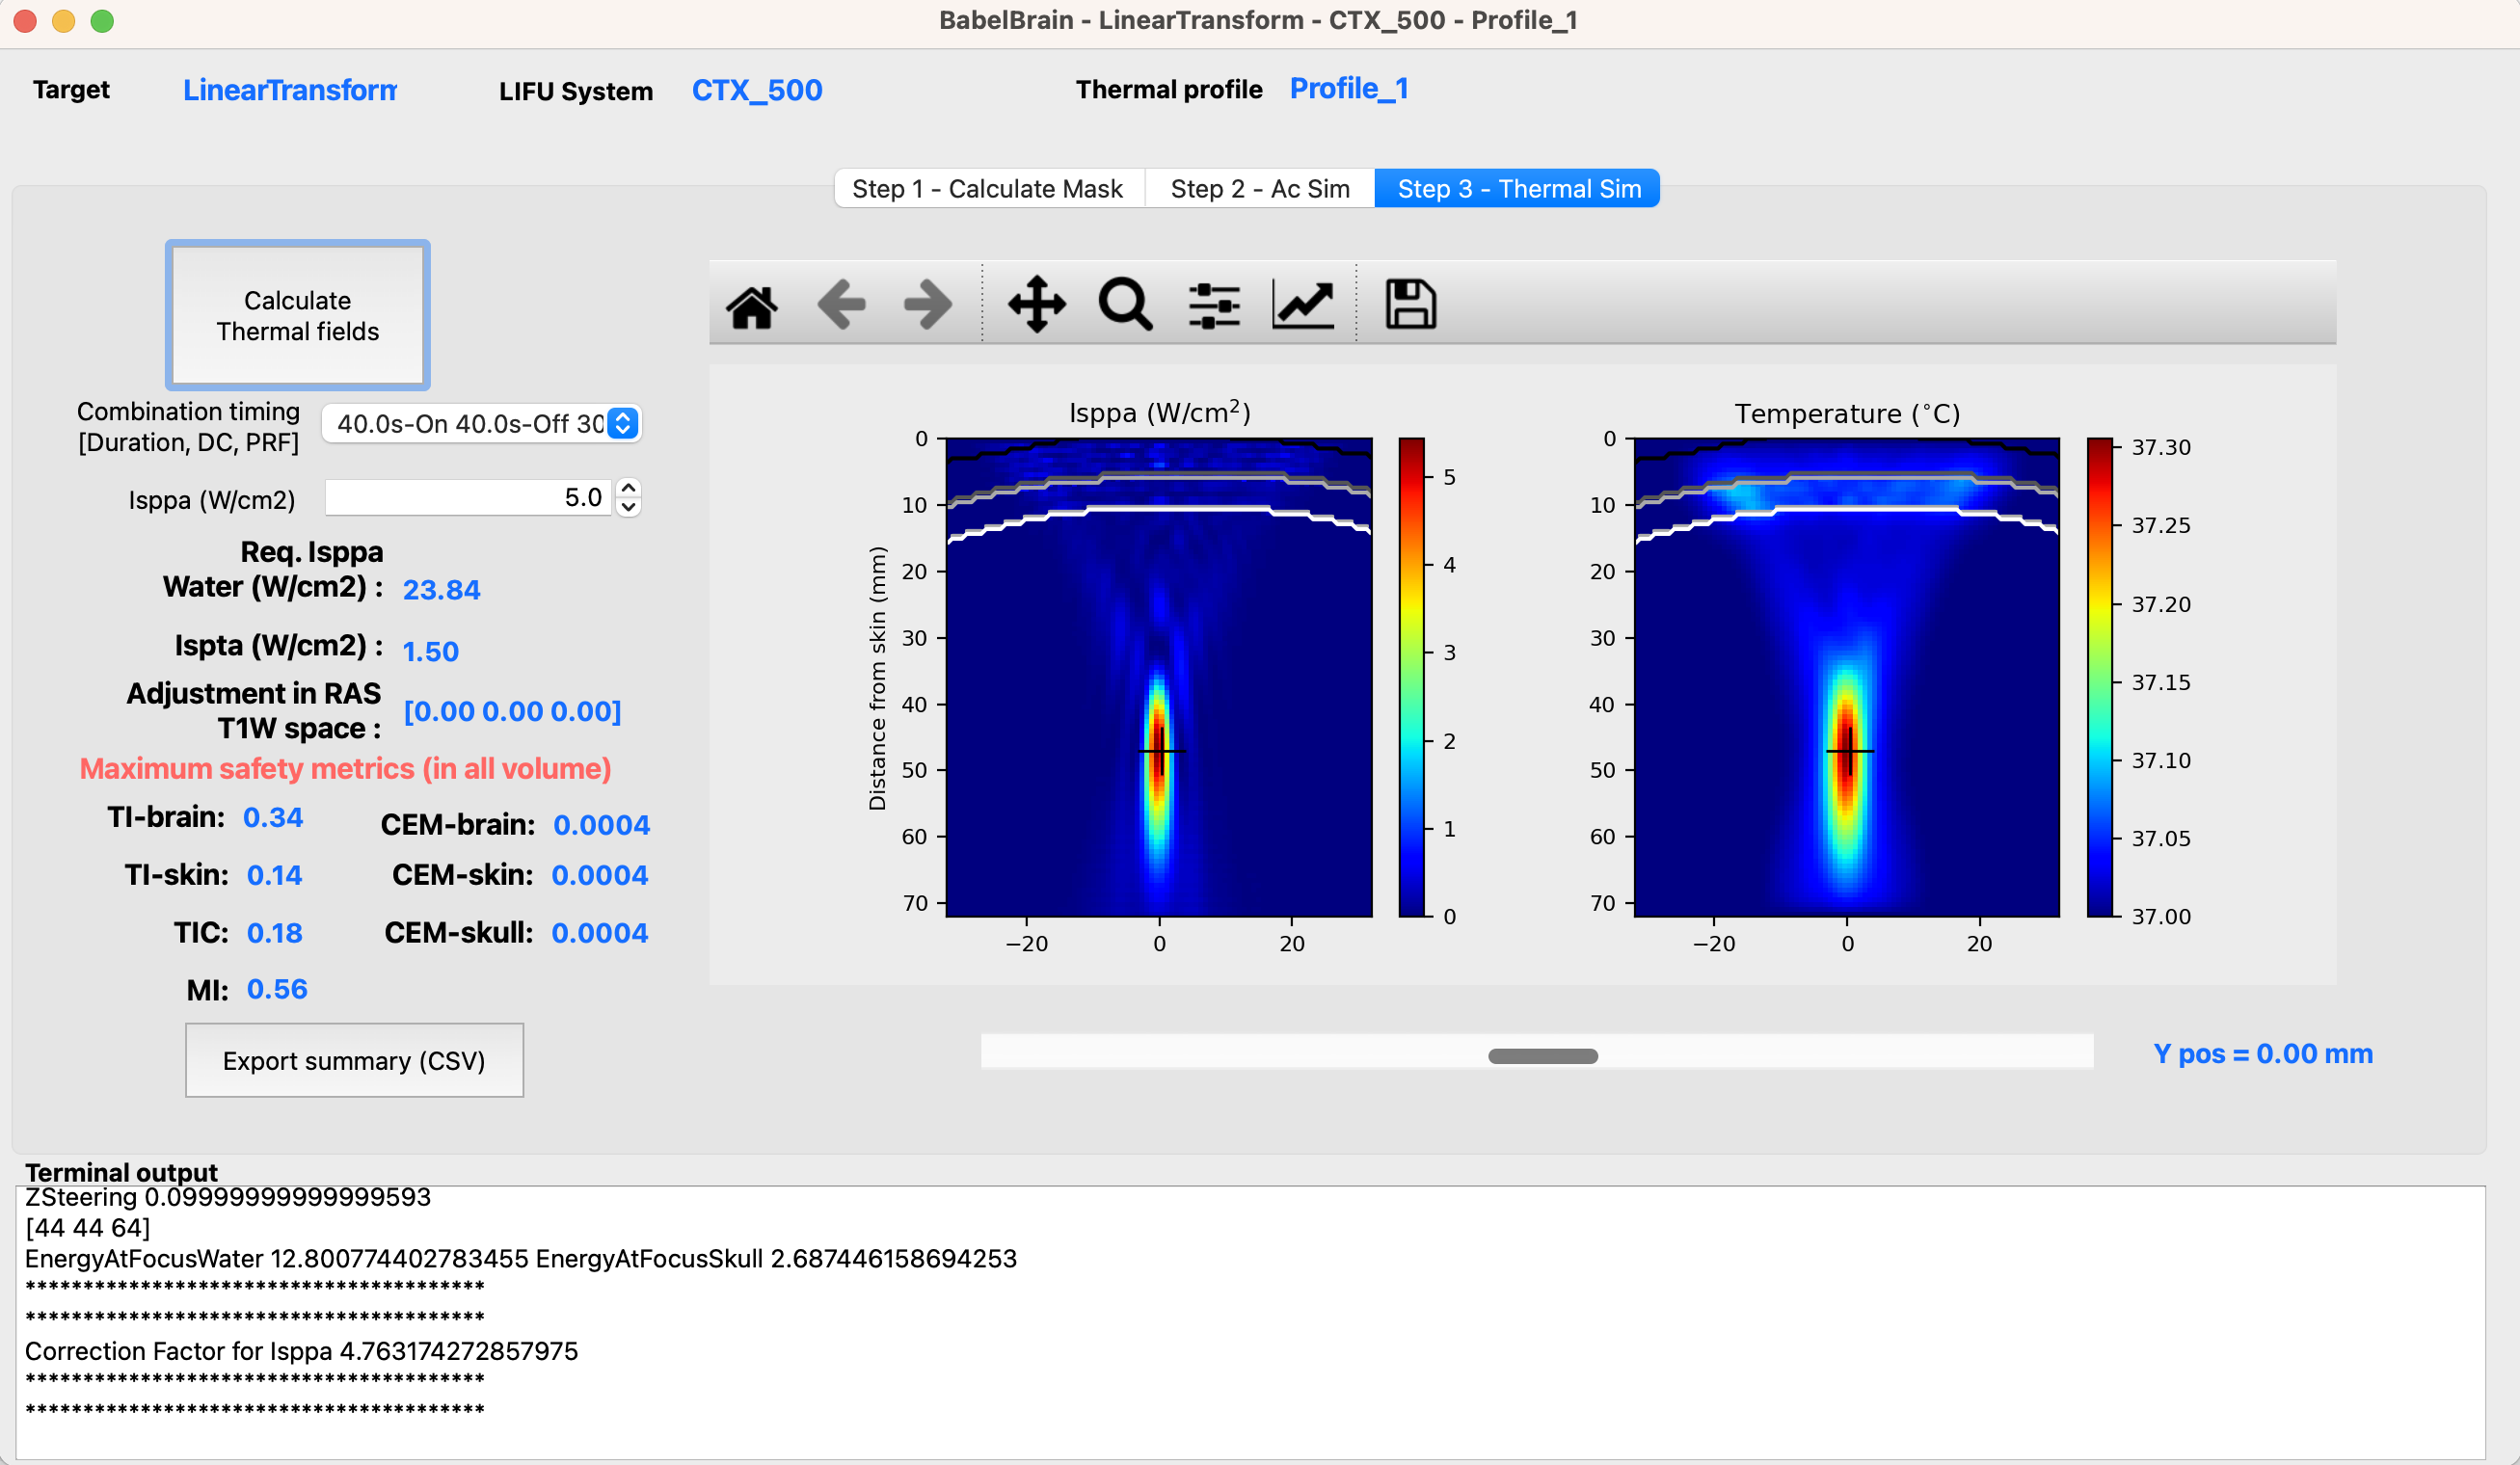 BabelBrain - LinearTransform - CTX_500 - Profile_1
Target LinearTransform LIFU System CTX_500 Thermal profile Profile_1
Step 1 - Calculate Mask Step 2 - Ac Sim Step 3 - Thermal Sim
Calculate
Thermal fields
Combination timing
[Duration, DC, PRF]
40.0s-On 40.0s-Off 30
Isppa (W/cm2) 5.0
Req. Isppa
Water (W/cm2) : 23.84
Ispta (W/cm2) : 1.50
Adjustment in RAS
T1W space : [0.00 0.00 0.00]
Maximum safety metrics (in all volume)
TI-brain: 0.34 CEM-brain: 0.0004
TI-skin: 0.14 CEM-skin: 0.0004
TIC: 0.18 CEM-skull: 0.0004
MI: 0.56
Export summary (CSV)
Isppa (W/cm²)
Distance from skin (mm)
0
10
20
30
40
50
60
70
−20 0 20
5
4
3
2
1
0
Temperature (°C)
0
10
20
30
40
50
60
70
−20 0 20
37.30
37.25
37.20
37.15
37.10
37.05
37.00
Y pos = 0.00 mm
Terminal output
ZSteering 0.09999999999999593
[44 44 64]
EnergyAtFocusWater 12.800774402783455 EnergyAtFocusSkull 2.687446158694253
****************************************
****************************************
Correction Factor for Isppa 4.763174272857975
****************************************
****************************************